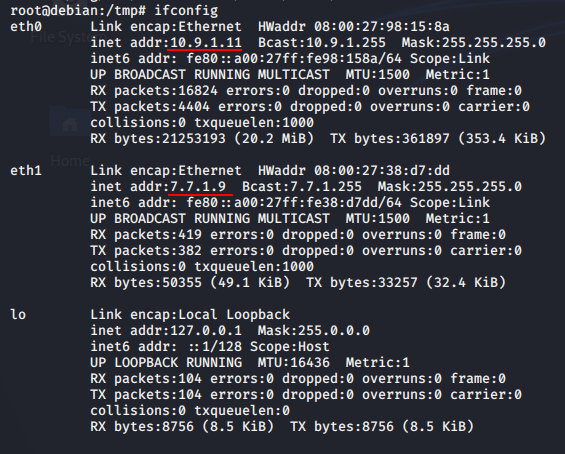 root@debian:/tmp# ifconfig
eth0      Link encap:Ethernet  HWaddr 08:00:27:98:15:8a
          inet addr:10.9.1.11  Bcast:10.9.1.255  Mask:255.255.255.0
          inet6 addr: fe80::a00:27ff:fe98:158a/64 Scope:Link
          UP BROADCAST RUNNING MULTICAST  MTU:1500  Metric:1
          RX packets:16824 errors:0 dropped:0 overruns:0 frame:0
          TX packets:4404 errors:0 dropped:0 overruns:0 carrier:0
          collisions:0 txqueuelen:1000
          RX bytes:21253193 (20.2 MiB)  TX bytes:361897 (353.4 KiB)
eth1      Link encap:Ethernet  HWaddr 08:00:27:38:d7:dd
          inet addr:7.7.1.9  Bcast:7.7.1.255  Mask:255.255.255.0
          inet6 addr: fe80::a00:27ff:fe38:d7dd/64 Scope:Link
          UP BROADCAST RUNNING MULTICAST  MTU:1500  Metric:1
          RX packets:419 errors:0 dropped:0 overruns:0 frame:0
          TX packets:382 errors:0 dropped:0 overruns:0 carrier:0
          collisions:0 txqueuelen:1000
          RX bytes:50355 (49.1 KiB)  TX bytes:33257 (32.4 KiB)
lo        Link encap:Local Loopback
          inet addr:127.0.0.1  Mask:255.0.0.0
          inet6 addr: ::1/128 Scope:Host
          UP LOOPBACK RUNNING  MTU:16436  Metric:1
          RX packets:104 errors:0 dropped:0 overruns:0 frame:0
          TX packets:104 errors:0 dropped:0 overruns:0 carrier:0
          collisions:0 txqueuelen:0
          RX bytes:8756 (8.5 KiB)  TX bytes:8756 (8.5 KiB)
File System
Home